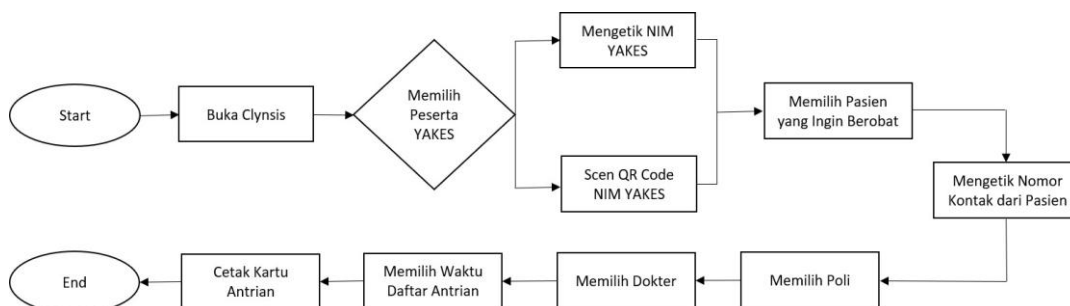 Start
Buka Clynsis
Memilih
Peserta
YAKES
Mengetik NIM
YAKES
Scen QR Code
NIM YAKES
Memilih Pasien
yang Ingin Berobat
Mengetik Nomor
Kontak dari Pasien
Memilih Poli
Memilih Dokter
Memilih Waktu
Daftar Antrian
Cetak Kartu
Antrian
End